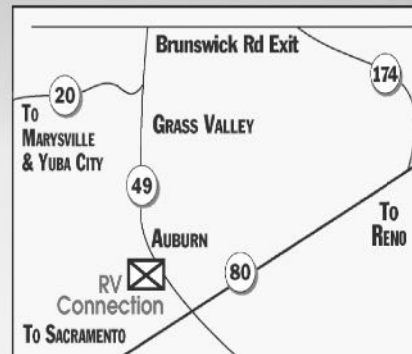 Brunswick Rd Exit
174
20
TO
MARYSVILLE
& YUBA CITY
GRASS VALLEY
49
TO
RENO
AUBURN
80
RV
Connection
TO SACRAMENTO